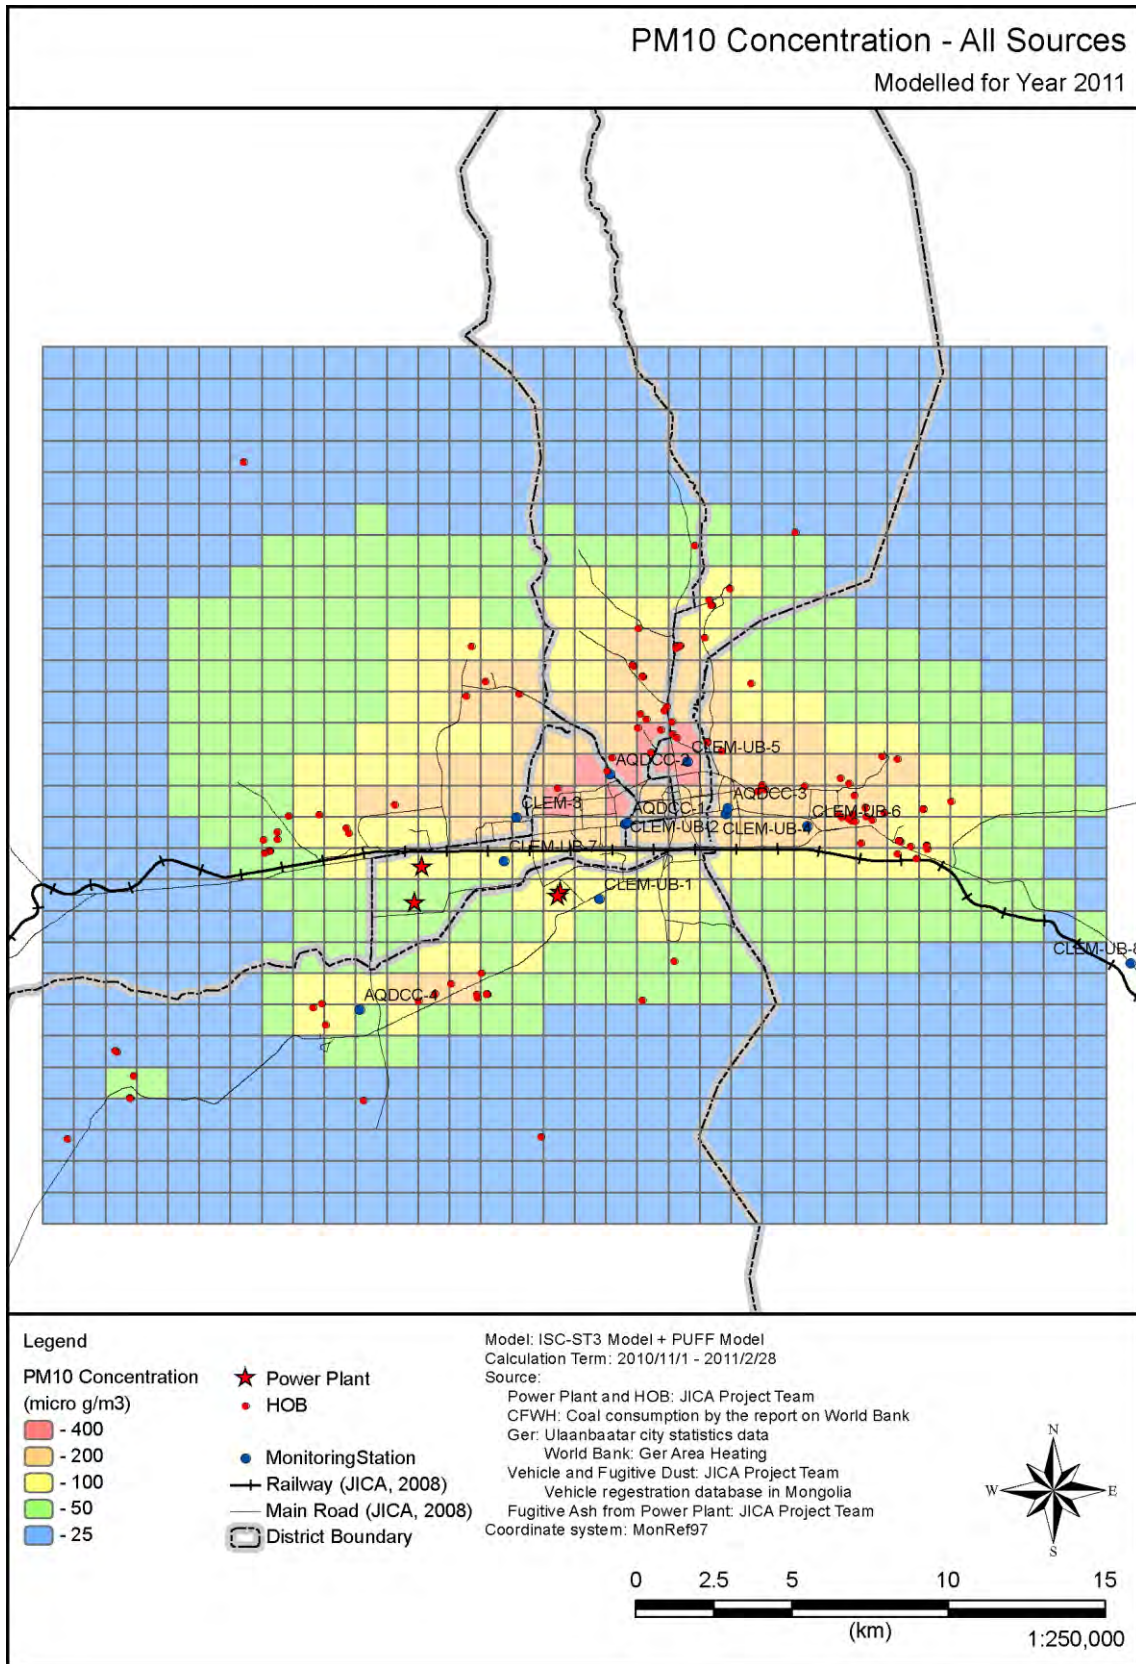 PM10 Concentration - All Sources
Modelled for Year 2011
CLEM-UB-5
AQDCC-2
AQDCC-3
CLEM-3
AQDCC-1
CLEM-UB-6
CLEM-UB-2
CLEM-UB-4
CLEM-UB-7
CLEM-UB-1
CLEM-UB-8
AQDCC-4
Legend
PM10 Concentration
(micro g/m3)
- 400
- 200
- 100
- 50
- 25
Power Plant
HOB
MonitoringStation
Railway (JICA, 2008)
Main Road (JICA, 2008)
District Boundary
Model: ISC-ST3 Model + PUFF Model
Calculation Term: 2010/11/1 - 2011/2/28
Source:
Power Plant and HOB: JICA Project Team
CFWH: Coal consumption by the report on World Bank
Ger: Ulaanbaatar city statistics data
World Bank: Ger Area Heating
Vehicle and Fugitive Dust: JICA Project Team
Vehicle regestration database in Mongolia
Fugitive Ash from Power Plant: JICA Project Team
Coordinate system: MonRef97
N
W E
S
0 2.5 5 10 15
(km)
1:250,000